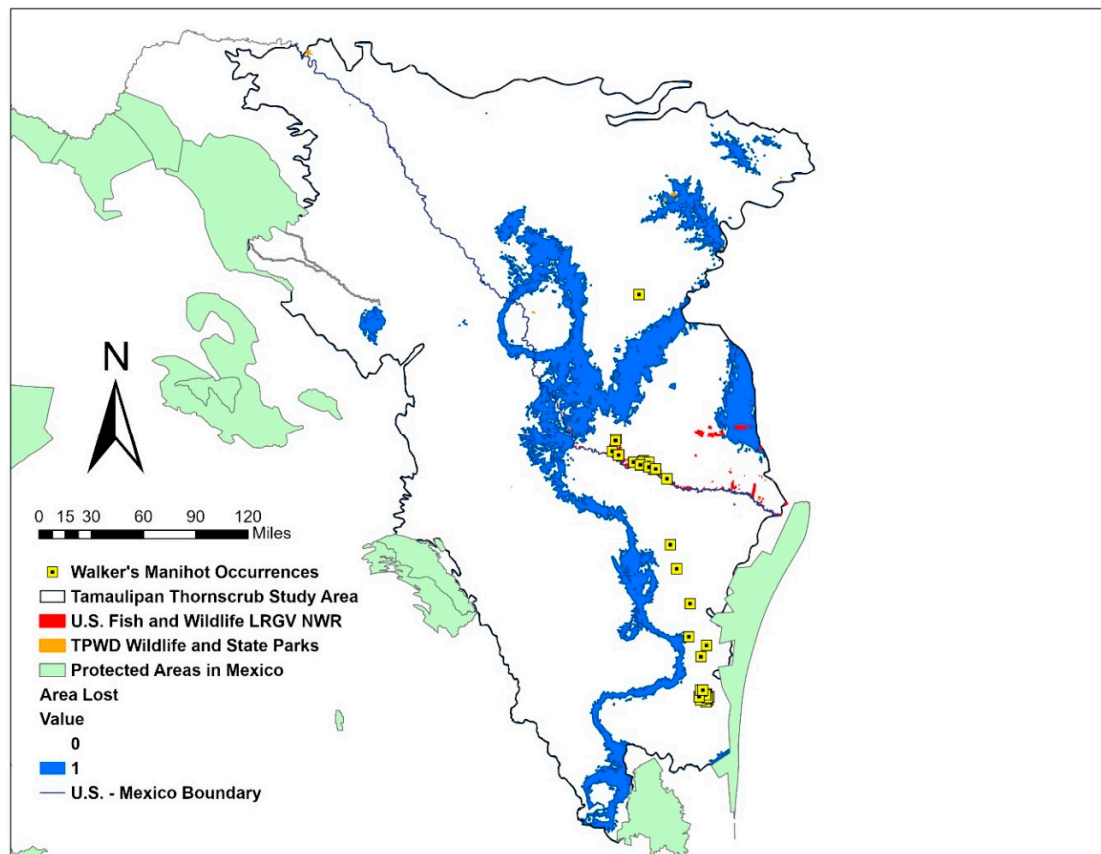 N
0 15 30 60 90 120
Miles
Walker's Manihot Occurrences
Tamaulipan Thornscrub Study Area
U.S. Fish and Wildlife LRGV NWR
TPWD Wildlife and State Parks
Protected Areas in Mexico
Area Lost
Value
0
1
U.S. - Mexico Boundary